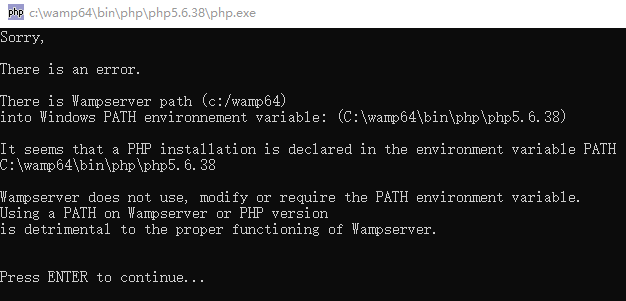 php c:\wamp64\bin\php\php5.6.38\php.exe
Sorry,
There is an error.
There is Wampserver path (c:/wamp64)
into Windows PATH environnement variable: (C:\wamp64\bin\php\php5.6.38)
It seems that a PHP installation is declared in the environment variable PATH
C:\wamp64\bin\php\php5.6.38
Wampserver does not use, modify or require the PATH environment variable.
Using a PATH on Wampserver or PHP version
is detrimental to the proper functioning of Wampserver.
Press ENTER to continue...